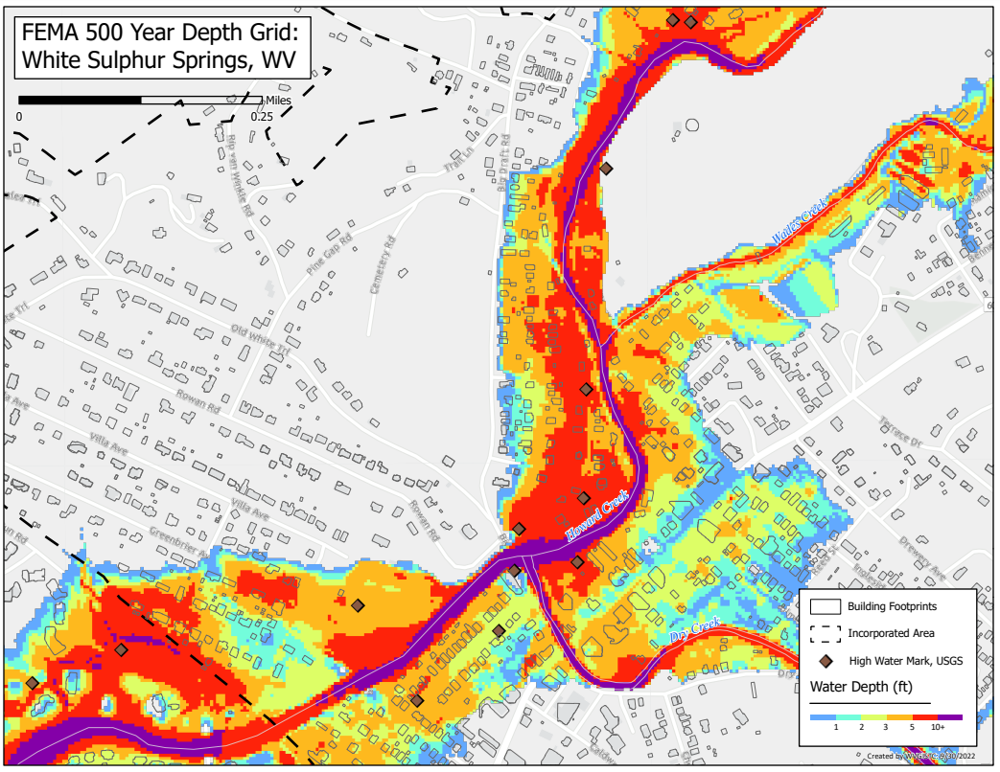 FEMA 500 Year Depth Grid:
White Sulphur Springs, WV
Miles
0
0.25
Rip van Winkle Rd
Trail Ln
Big Draft Rd
Pine Gap Rd
Cemetery Rd
Wades Creek
Old White Trl
Rowan Rd
Villa Ave
Villa Ave
Rowan Rd
Greenbrier Av
Howard Creek
Terrace Dr
Drewery Ave
Dry Creek
Building Footprints
Incorporated Area
High Water Mark, USGS
Water Depth (ft)
1 2 3 5 10+